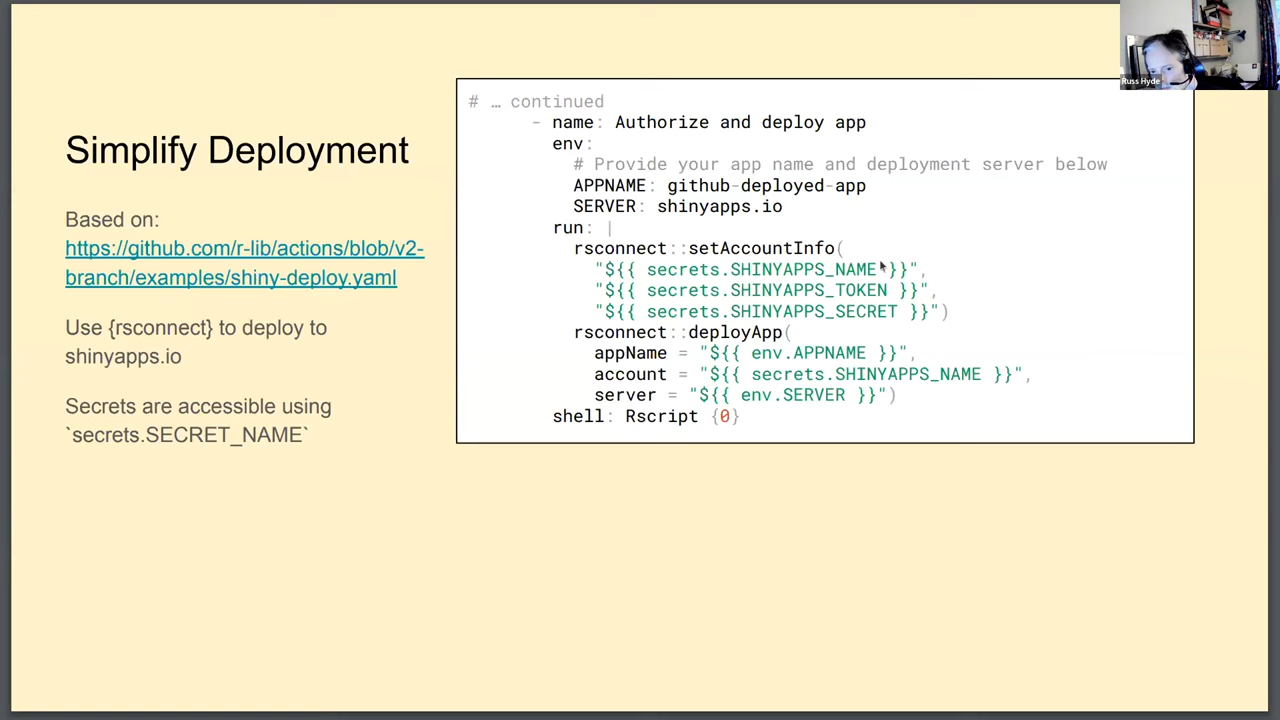 Simplify Deployment
Based on:
https://github.com/r-lib/actions/blob/v2-
branch/examples/shiny-deploy.yaml
Use {rsconnect} to deploy to
shinyapps.io
Secrets are accessible using
`secrets.SECRET_NAME`
# … continued
- name: Authorize and deploy app
env:
# Provide your app name and deployment server below
APPNAME: github-deployed-app
SERVER: shinyapps.io
run: |
rsconnect::setAccountInfo(
"${{ secrets.SHINYAPPS_NAME }}",
"${{ secrets.SHINYAPPS_TOKEN }}",
"${{ secrets.SHINYAPPS_SECRET }}")
rsconnect::deployApp(
appName = "${{ env.APPNAME }}",
account = "${{ secrets.SHINYAPPS_NAME }}",
server = "${{ env.SERVER }}")
shell: Rscript {0}
Russ Hyde